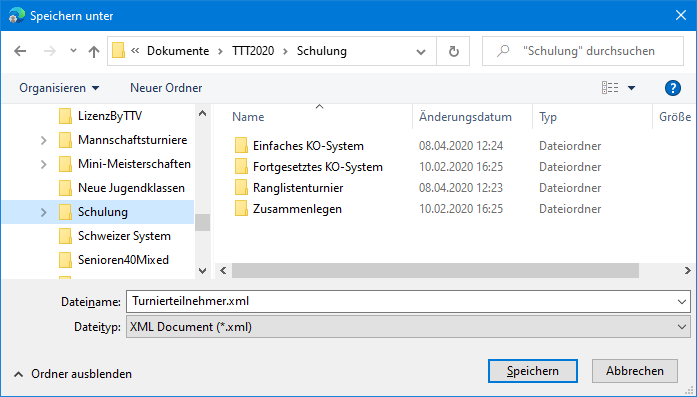 Speichern unter
« Dokumente > TTT2020 > Schulung "Schulung" durchsuchen
Organisieren Neuer Ordner ?
LizenzByTTV
Mannschaftsturniere
Mini-Meisterschaften
Neue Jugendklassen
Schulung
Schweizer System
Senioren40Mixed
Name Änderungsdatum Typ Größe
Einfaches KO-System 08.04.2020 12:24 Dateiordner
Fortgesetztes KO-System 10.02.2020 16:25 Dateiordner
Ranglistenturnier 08.04.2020 12:23 Dateiordner
Zusammenlegen 10.02.2020 16:25 Dateiordner
Dateiname: Turnierteilnehmer.xml
Dateityp: XML Document (*.xml)
Ordner ausblenden Speichern Abbrechen